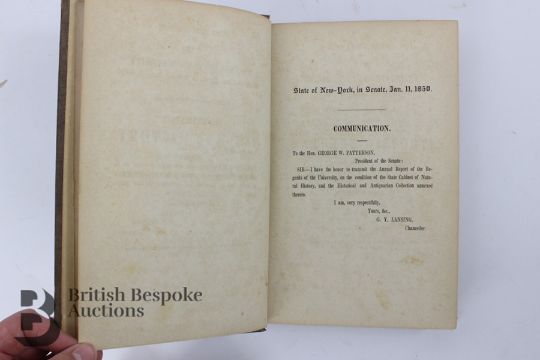 State of New-York, in Senate, Jan. 11, 1850.
COMMUNICATION.
To the Hon. GEORGE W. PATTERSON,
President of the Senate:
SIR—I have the honor to transmit the Annual Report of the Re-
gents of the University, on the condition of the State Cabinet of Natu-
ral History, and the Historical and Antiquarian Collection annexed
thereto.
I am, very respectfully,
Yours, &c.,
G. Y. LANSING,
Chancellor
British Bespoke
Auctions